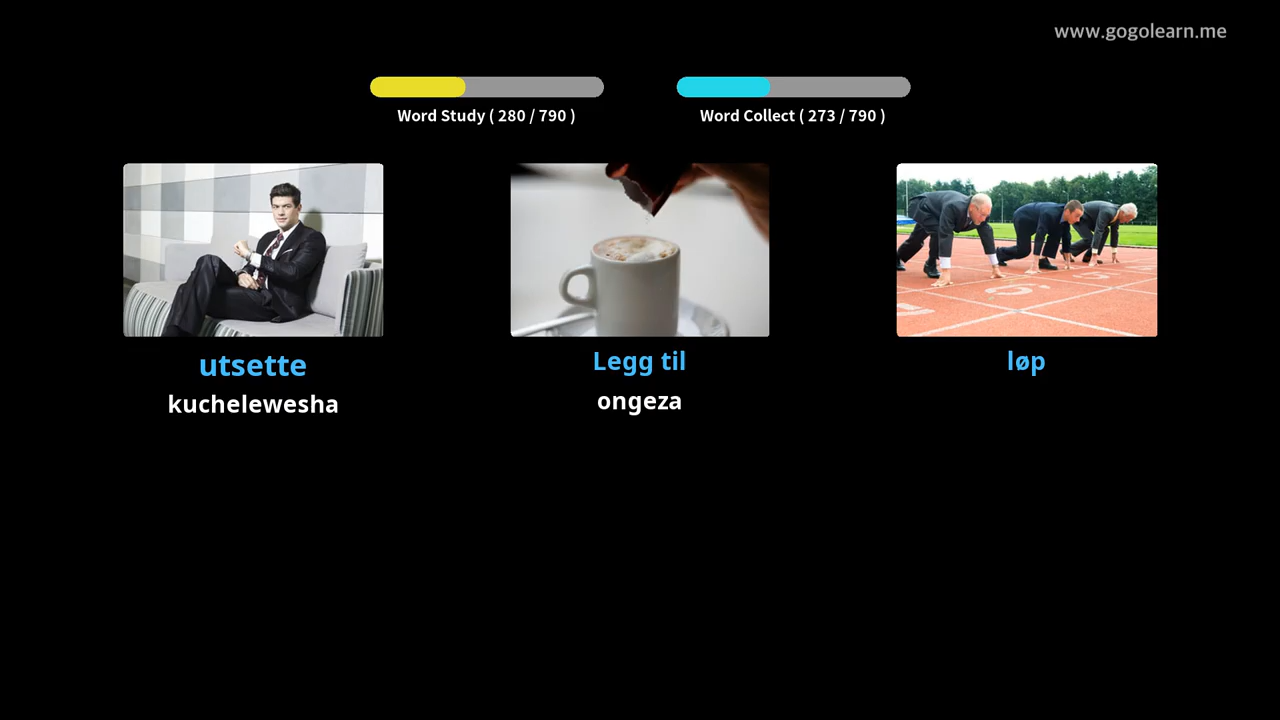 www.gogolearn.me
Word Study ( 280 / 790 )
Word Collect ( 273 / 790 )
utsette
kuchelewesha
Legg til
ongeza
løp